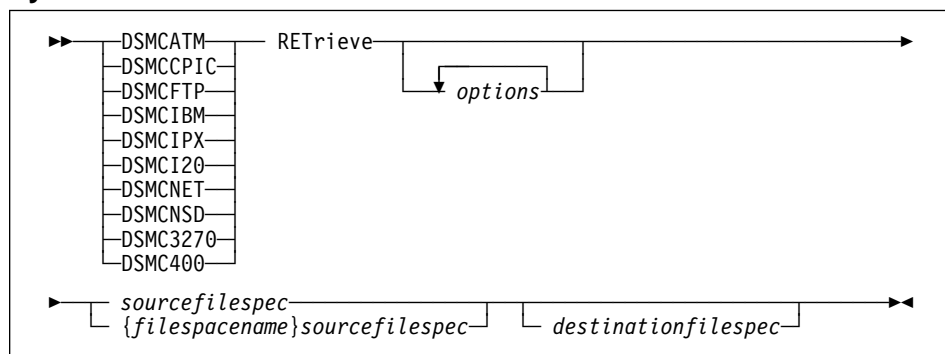 DSMCATM RETrieve
DSMCCPIC
DSMCFTP
options
DSMCIBM
DSMCIPX
DSMCI20
DSMCNET
DSMCNSD
DSMC3270
DSMC400
sourcefilespec
{filespacename}sourcefilespec
destinationfilespec